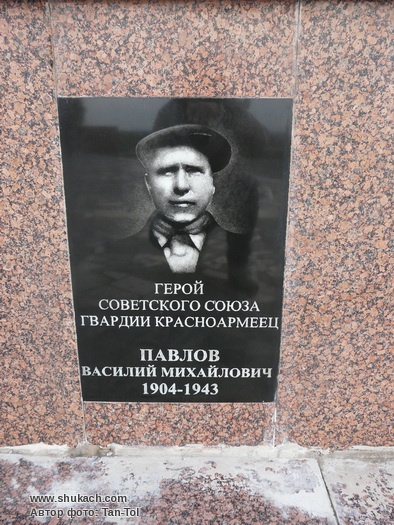 ГЕРОЙ
СОВЕТСКОГО СОЮЗА
ГВАРДИИ КРАСНОАРМЕЕЦ
ПАВЛОВ
ВАСИЛИЙ МИХАЙЛОВИЧ
1904-1943
www.shukach.com
Автор фото: Tan-Tol